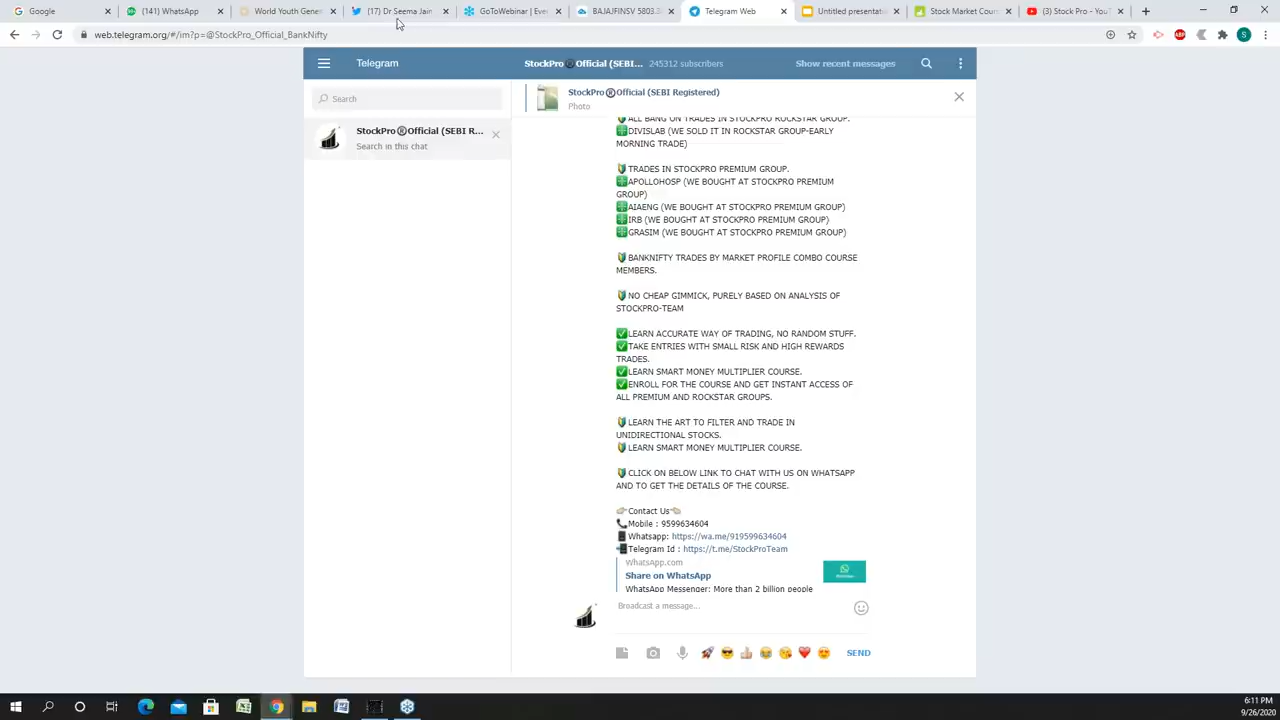 Google
(141) WhatsApp
World Youth Gene
(17) Dr Seema Jain
GoToWebinar | Eve
BAJAJFINSV 5803.8
Telegram Web
Untitled presentatio
Stock Market Cour
(3) Stock Pro - YouT
web.telegram.org/#/im?p=@StockPro_Official_BankNifty
ABP
S
Telegram
StockPro®Official (SEBI... 245312 subscribers
Show recent messages
Search
StockPro®Official (SEBI Registered)
Photo
StockPro®Official (SEBI R...
Search in this chat
ALL BANG ON TRADES IN STOCKPRO ROCKSTAR GROUP.
DIVISLAB (WE SOLD IT IN ROCKSTAR GROUP-EARLY
MORNING TRADE)
TRADES IN STOCKPRO PREMIUM GROUP.
APOLLOHOSP (WE BOUGHT AT STOCKPRO PREMIUM
GROUP)
AIAENG (WE BOUGHT AT STOCKPRO PREMIUM GROUP)
IRB (WE BOUGHT AT STOCKPRO PREMIUM GROUP)
GRASIM (WE BOUGHT AT STOCKPRO PREMIUM GROUP)
BANKNIFTY TRADES BY MARKET PROFILE COMBO COURSE
MEMBERS.
NO CHEAP GIMMICK, PURELY BASED ON ANALYSIS OF
STOCKPRO-TEAM
LEARN ACCURATE WAY OF TRADING, NO RANDOM STUFF.
TAKE ENTRIES WITH SMALL RISK AND HIGH REWARDS
TRADES.
LEARN SMART MONEY MULTIPLIER COURSE.
ENROLL FOR THE COURSE AND GET INSTANT ACCESS OF
ALL PREMIUM AND ROCKSTAR GROUPS.
LEARN THE ART TO FILTER AND TRADE IN
UNIDIRECTIONAL STOCKS.
LEARN SMART MONEY MULTIPLIER COURSE.
CLICK ON BELOW LINK TO CHAT WITH US ON WHATSAPP
AND TO GET THE DETAILS OF THE COURSE.
Contact Us
Mobile : 9599634604
Whatsapp: https://wa.me/919599634604
Telegram Id : https://t.me/StockProTeam
WhatsApp.com
Share on WhatsApp
WhatsApp Messenger: More than 2 billion people
Broadcast a message...
SEND
6:11 PM
9/26/2020